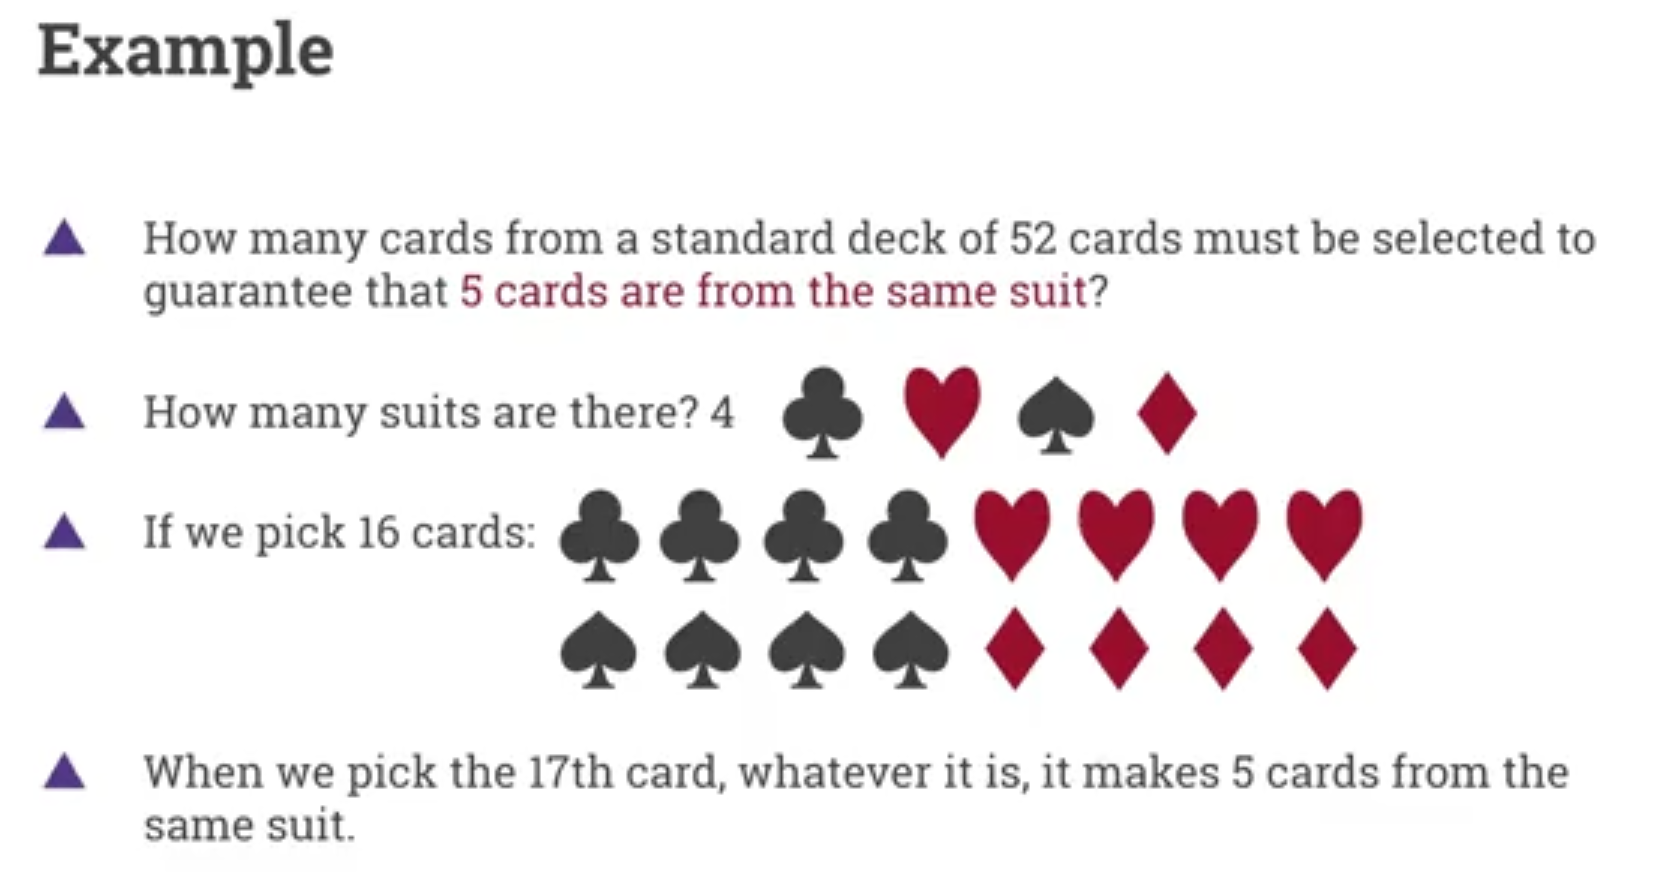 Example
How many cards from a standard deck of 52 cards must be selected to
guarantee that 5 cards are from the same suit?
How many suits are there? 4
If we pick 16 cards:
When we pick the 17th card, whatever it is, it makes 5 cards from the
same suit.